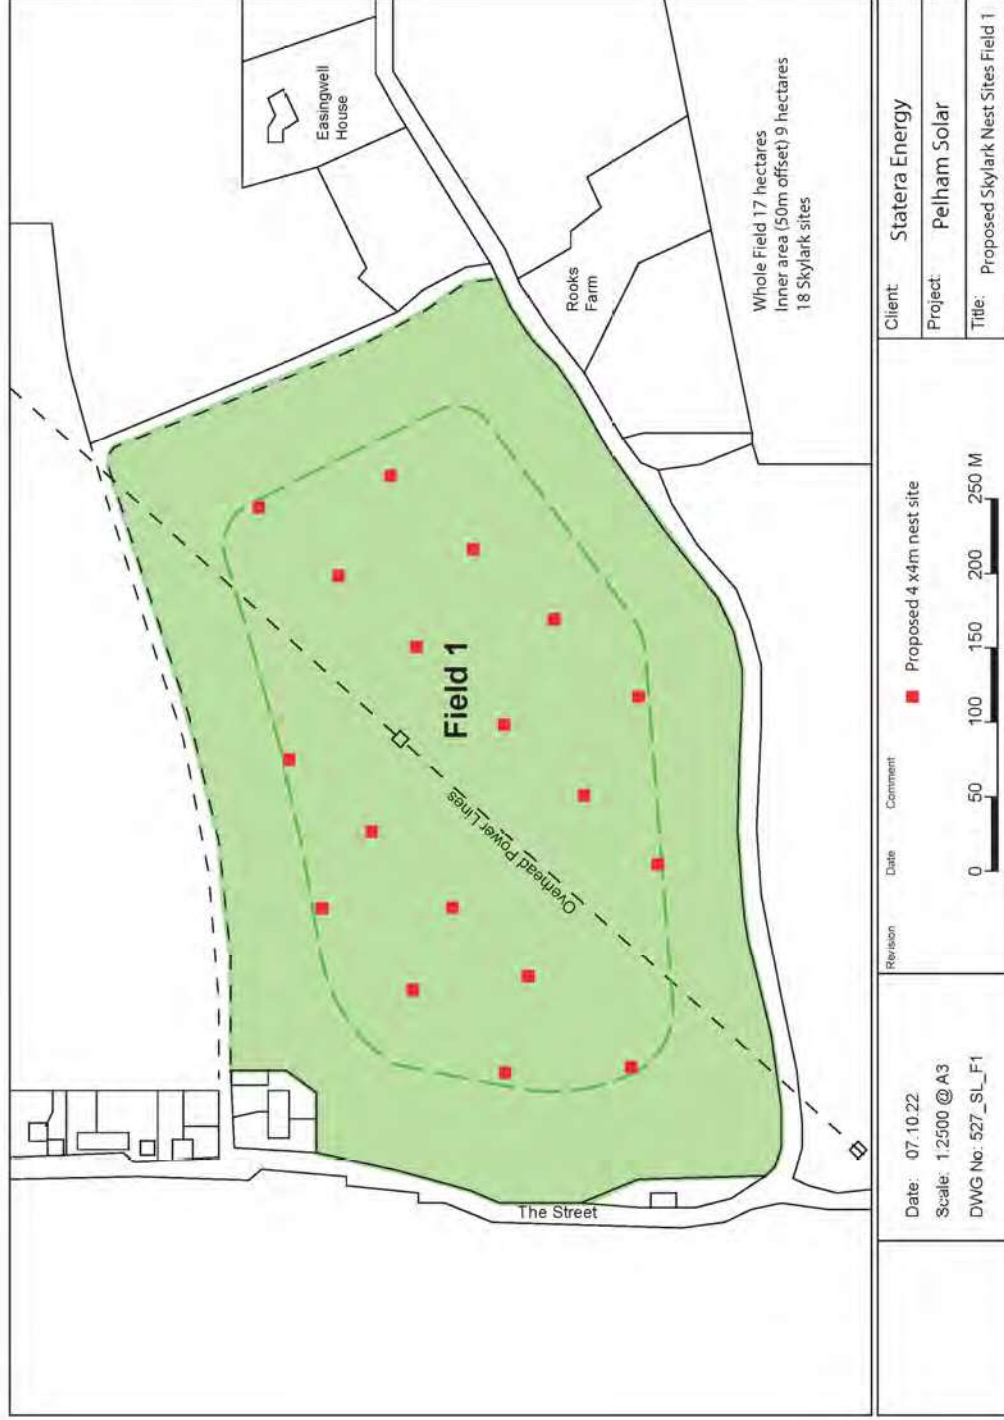 Easingwell
House
Rooks
Farm
Field 1
Overhead Power Lines
The Street
Whole Field 17 hectares
Inner area (50m offset) 9 hectares
18 Skylark sites
Date: 07.10.22
Scale: 1:2500 @ A3
DWG No: 527_SL_F1
Revision Date Comment
Proposed 4 x4m nest site
0 50 100 150 200 250 M
Client: Statera Energy
Project: Pelham Solar
Title: Proposed Skylark Nest Sites Field 1